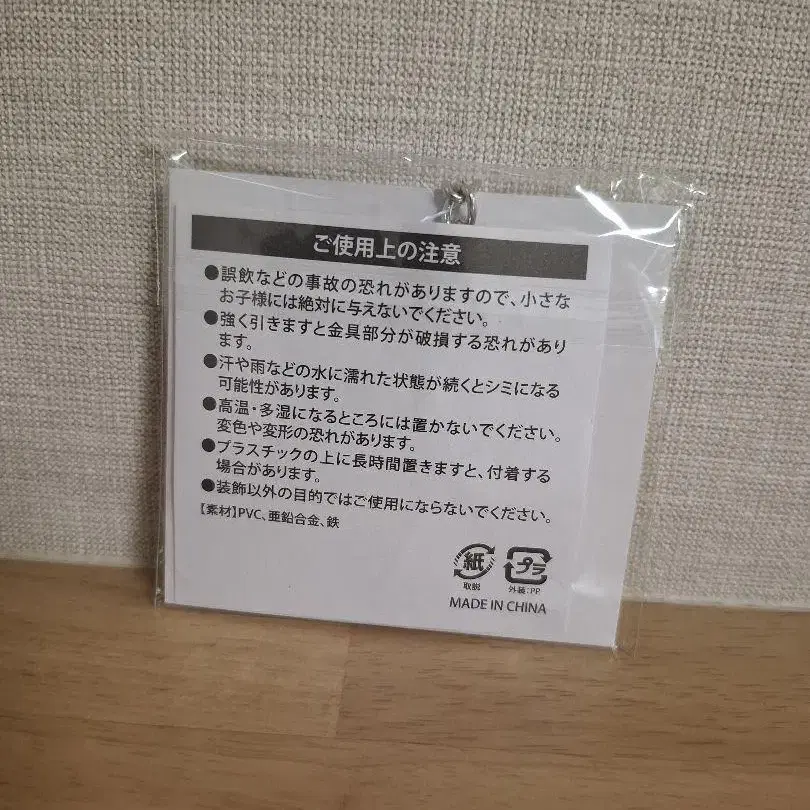 ご使用上の注意
●誤飲などの事故の恐れがありますので、小さな
お子様には絶対に与えないでください。
●強く引きますと金具部分が破損する恐れがあり
ます。
●汗や雨などの水に濡れた状態が続くとシミになる
可能性があります。
●高温・多湿になるところには置かないでください。
変色や変形の恐れがあります。
●プラスチックの上に長時間置きますと、付着する
場合があります。
●装飾以外の目的ではご使用にならないでください。
【素材】PVC、亜鉛合金、鉄
紙 プラ
取説 外装：PP
MADE IN CHINA